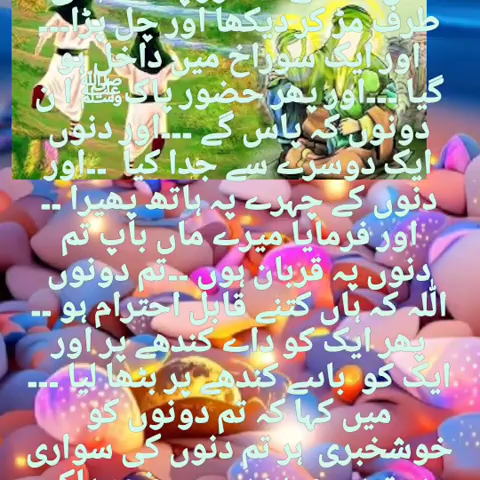 طرف مڑ کر دیکھا اور چل پڑا۔۔۔
اور ایک سوراخ میں داخل ہو
گیا ۔۔۔اور پھر حضور پاک ﷺ ا ن
دونوں کہ پاس گے ۔۔۔اور دنوں
ایک دوسرے سے جدا کیا ۔۔اور
دنوں کے چہرے پہ ہاتھ پھیرا ۔۔
اور فرمایا میرے ماں باپ تم
دنوں پہ قربان ہوں ۔۔تم دونوں
اللہ کہ ہاں کتنے قابل احترام ہو ۔۔
پھر ایک کو داے کندھے پر اور
ایک کو باںے کندھے پر بٹھا لیا ۔۔۔
میں کہا کہ تم دونوں کو
خوشخبری ہر تم دنوں کی سواری